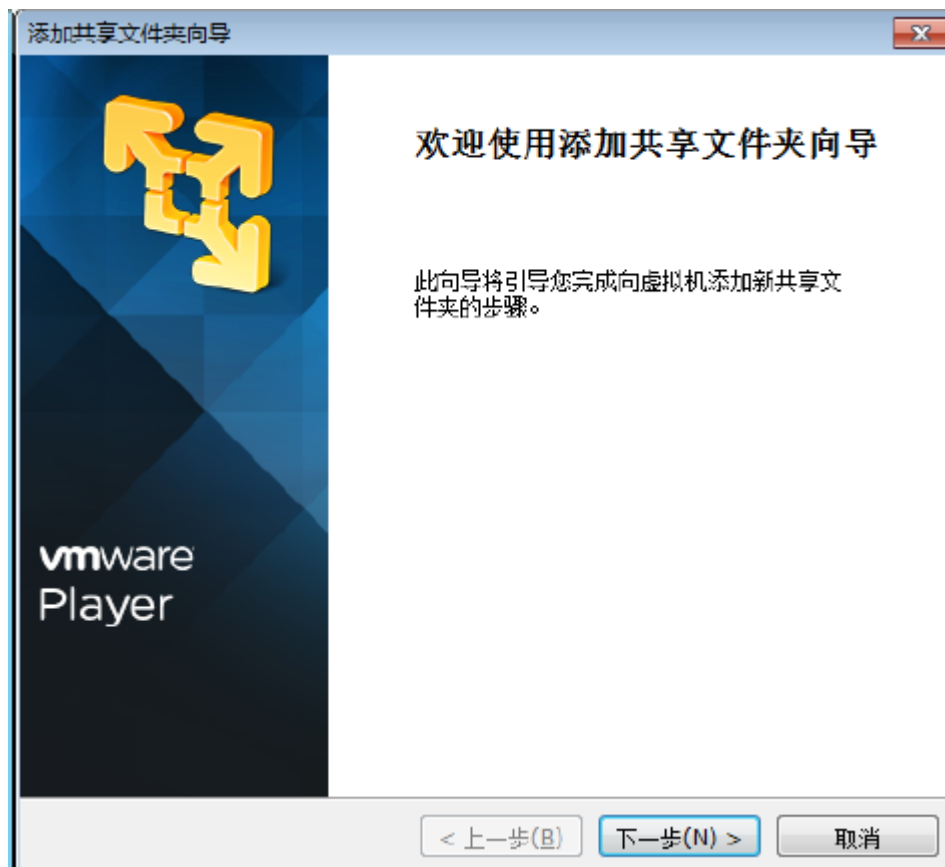 添加共享文件夹向导
欢迎使用添加共享文件夹向导
此向导将引导您完成向虚拟机添加新共享文
件夹的步骤。
vmware
Player
< 上一步(B) 下一步(N) > 取消